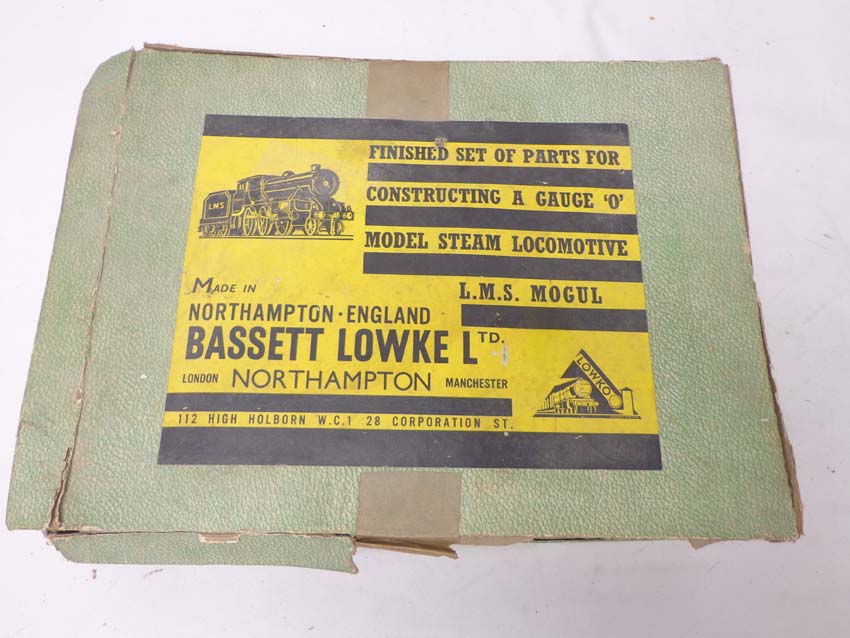 FINISHED SET OF PARTS FOR
CONSTRUCTING A GAUGE 'O'
MODEL STEAM LOCOMOTIVE
L.M.S. MOGUL
LMS
MADE IN
NORTHAMPTON·ENGLAND
BASSETT LOWKE LTD.
LONDON NORTHAMPTON MANCHESTER
112 HIGH HOLBORN W.C.1 28 CORPORATION ST.
LOWKO